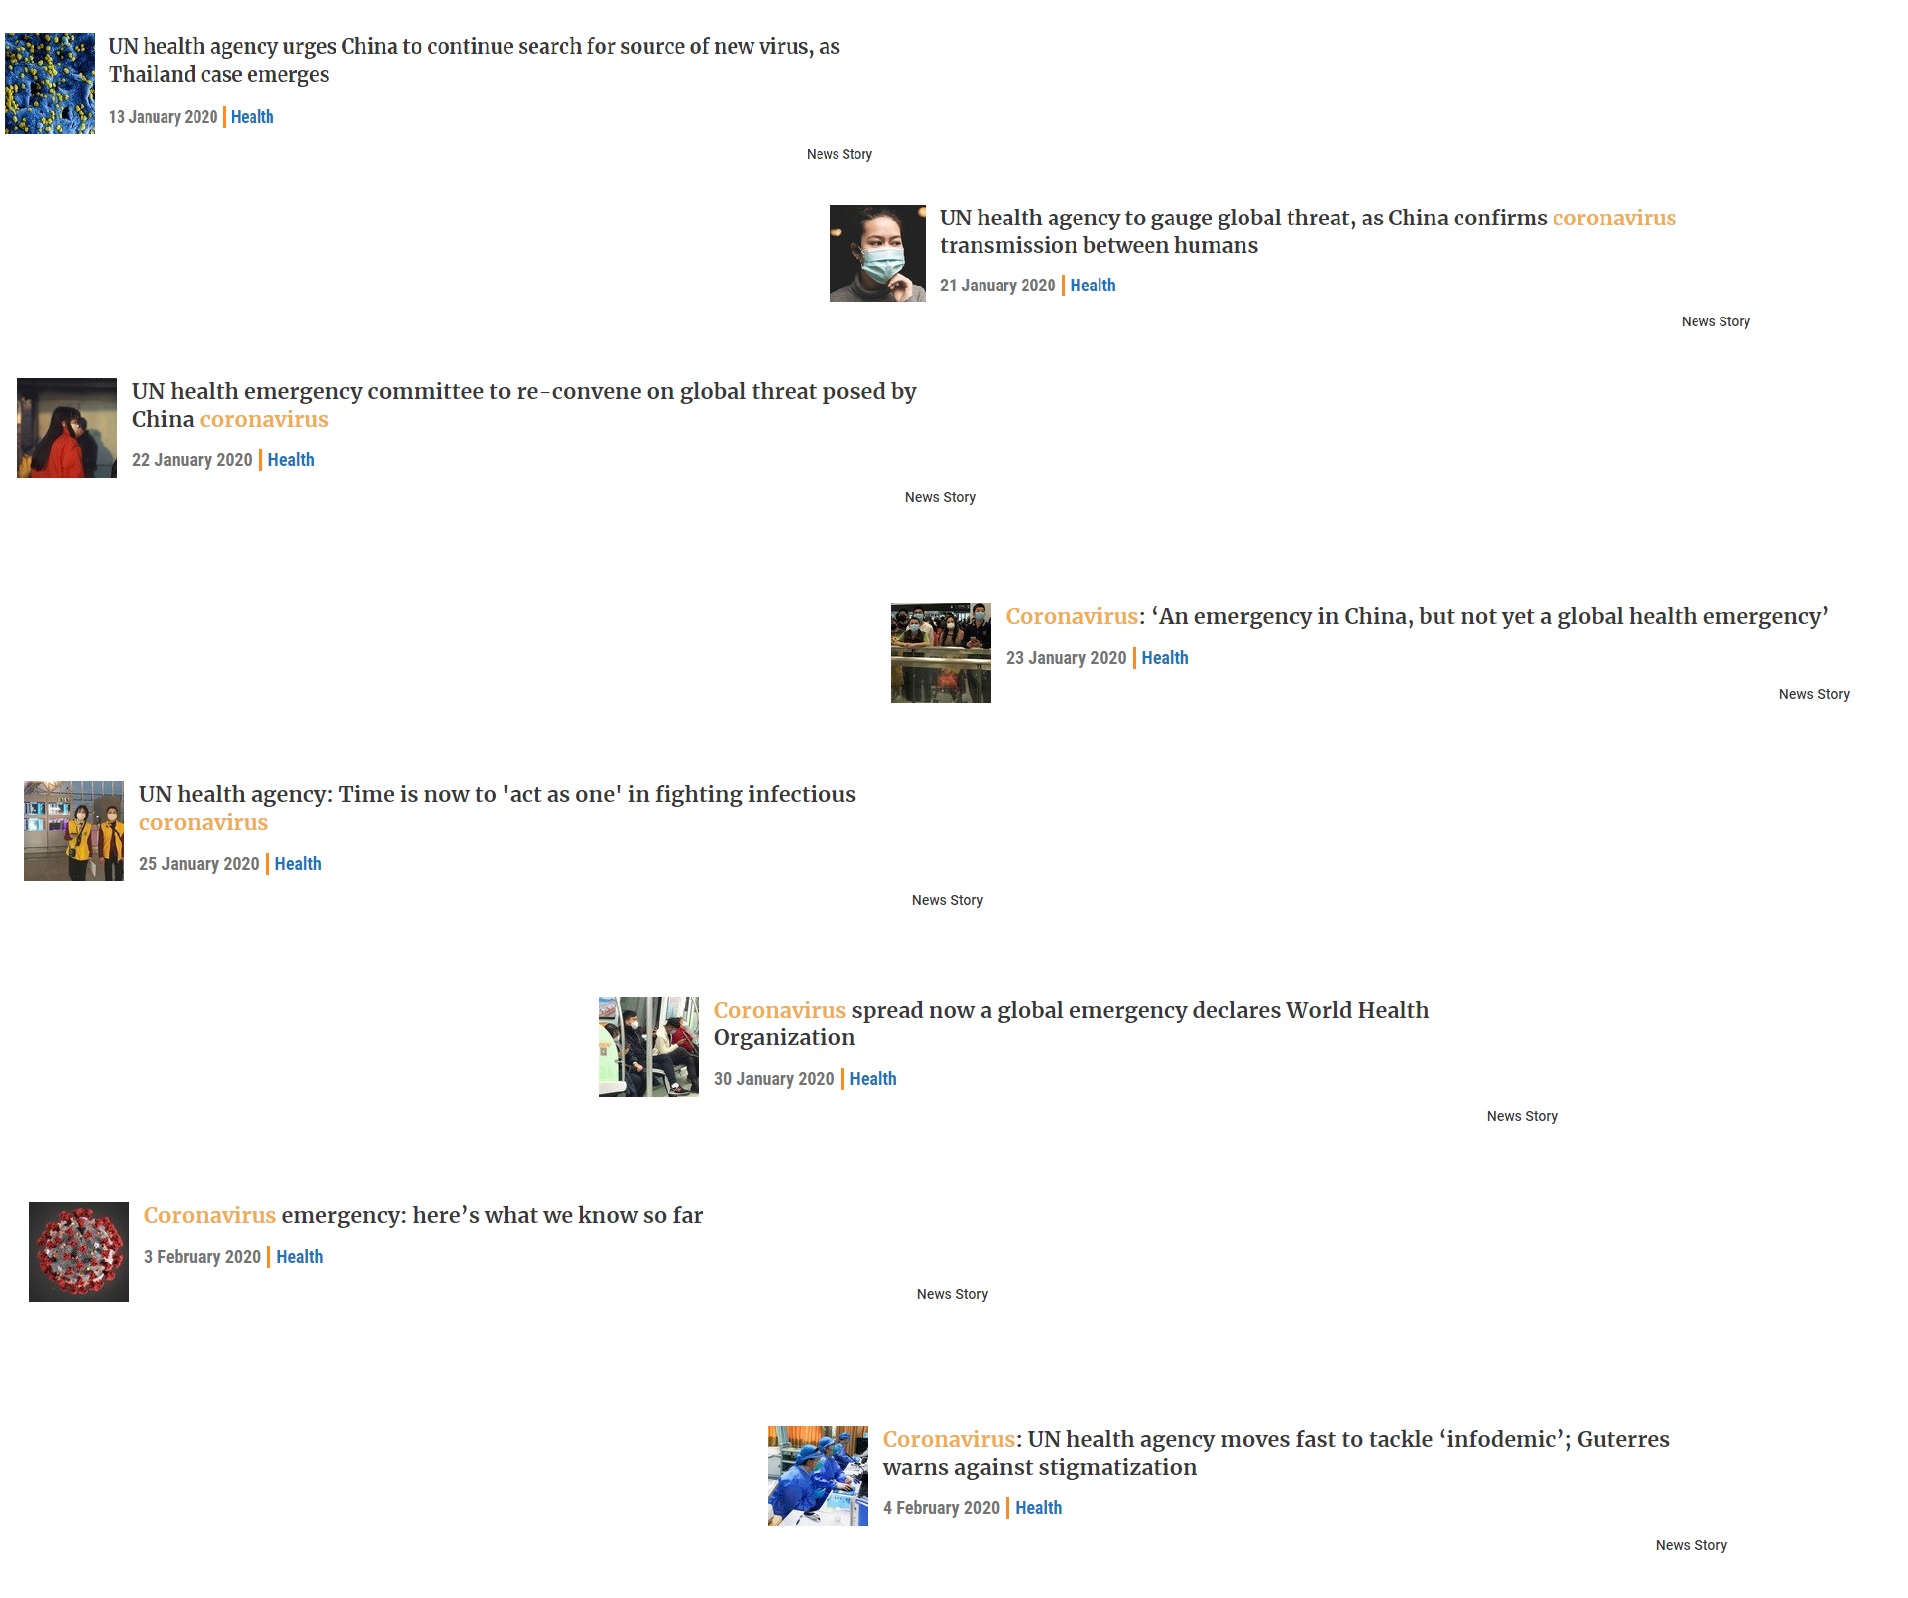 UN health agency urges China to continue search for source of new virus, as
Thailand case emerges
13 January 2020 | Health
News Story
UN health agency to gauge global threat, as China confirms coronavirus
transmission between humans
21 January 2020 | Health
News Story
UN health emergency committee to re-convene on global threat posed by
China coronavirus
22 January 2020 | Health
News Story
Coronavirus: ‘An emergency in China, but not yet a global health emergency’
23 January 2020 | Health
News Story
UN health agency: Time is now to 'act as one' in fighting infectious
coronavirus
25 January 2020 | Health
News Story
Coronavirus spread now a global emergency declares World Health
Organization
30 January 2020 | Health
News Story
Coronavirus emergency: here’s what we know so far
3 February 2020 | Health
News Story
Coronavirus: UN health agency moves fast to tackle ‘infodemic’; Guterres
warns against stigmatization
4 February 2020 | Health
News Story